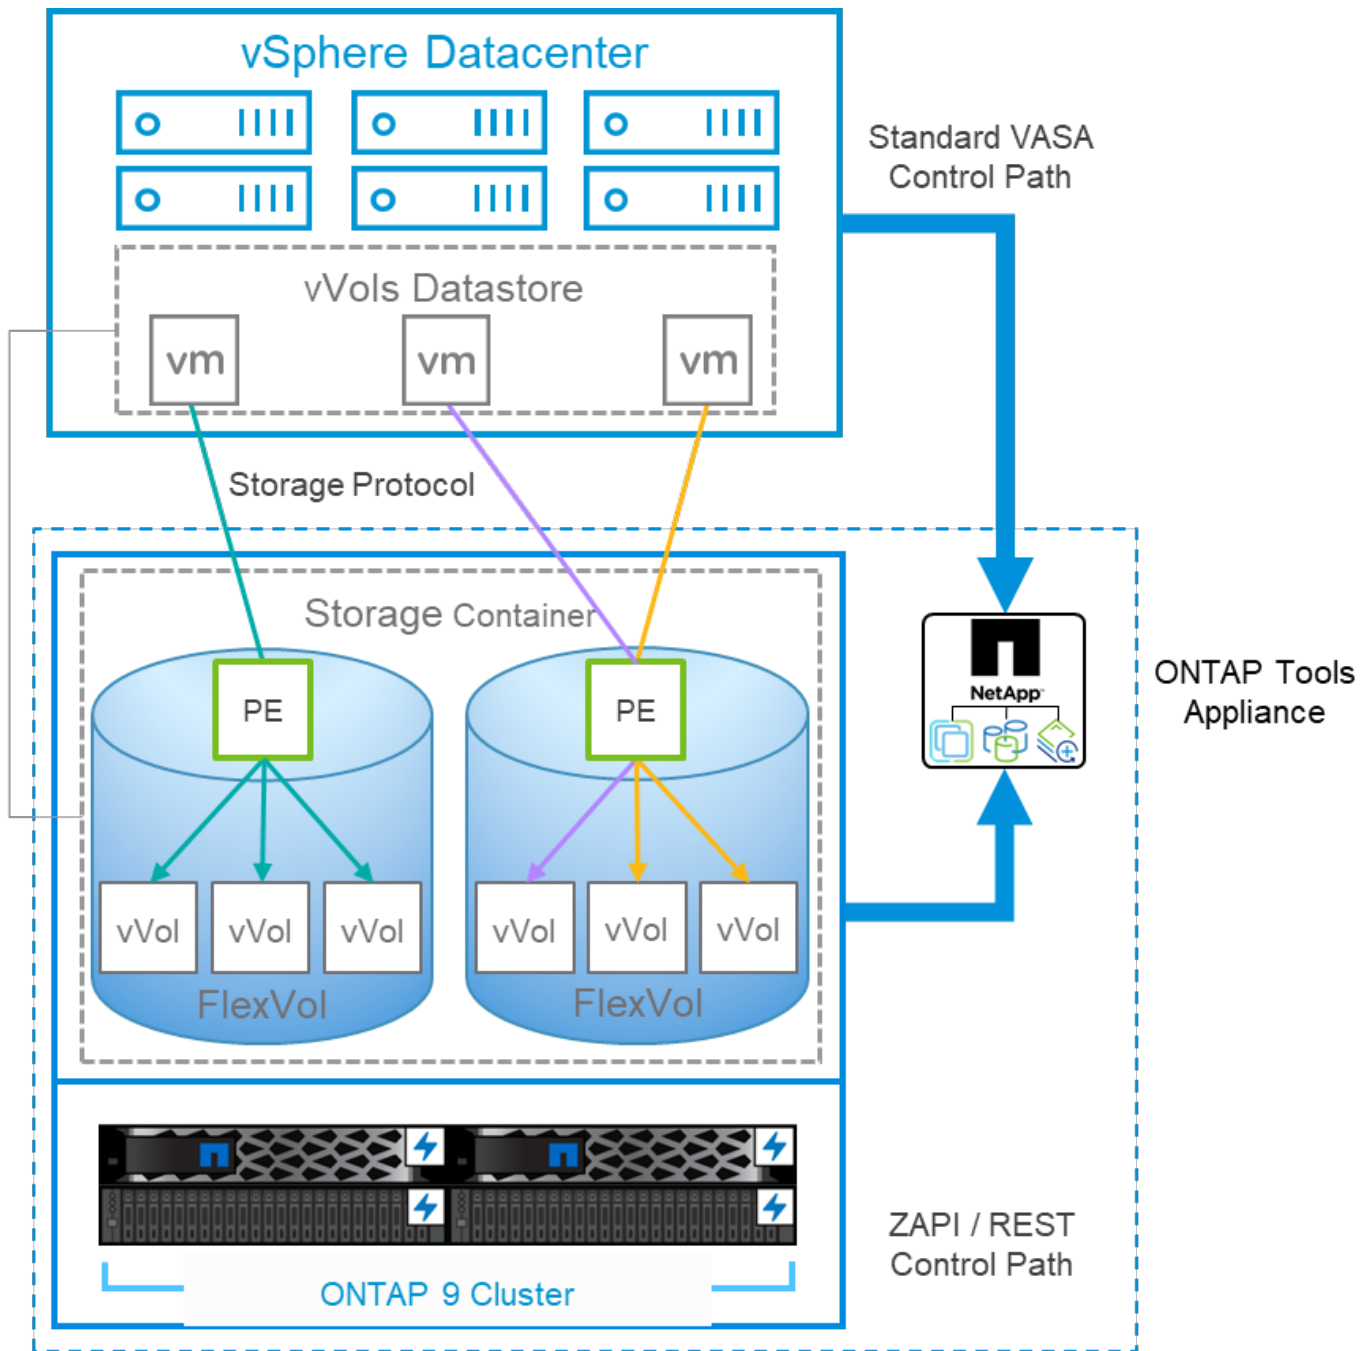 vSphere Datacenter
Standard VASA
Control Path
vVols Datastore
vm
vm
vm
Storage Protocol
Storage Container
PE
PE
NetApp
ONTAP Tools
Appliance
vVol
vVol
vVol
vVol
vVol
vVol
FlexVol
FlexVol
ZAPI / REST
Control Path
ONTAP 9 Cluster